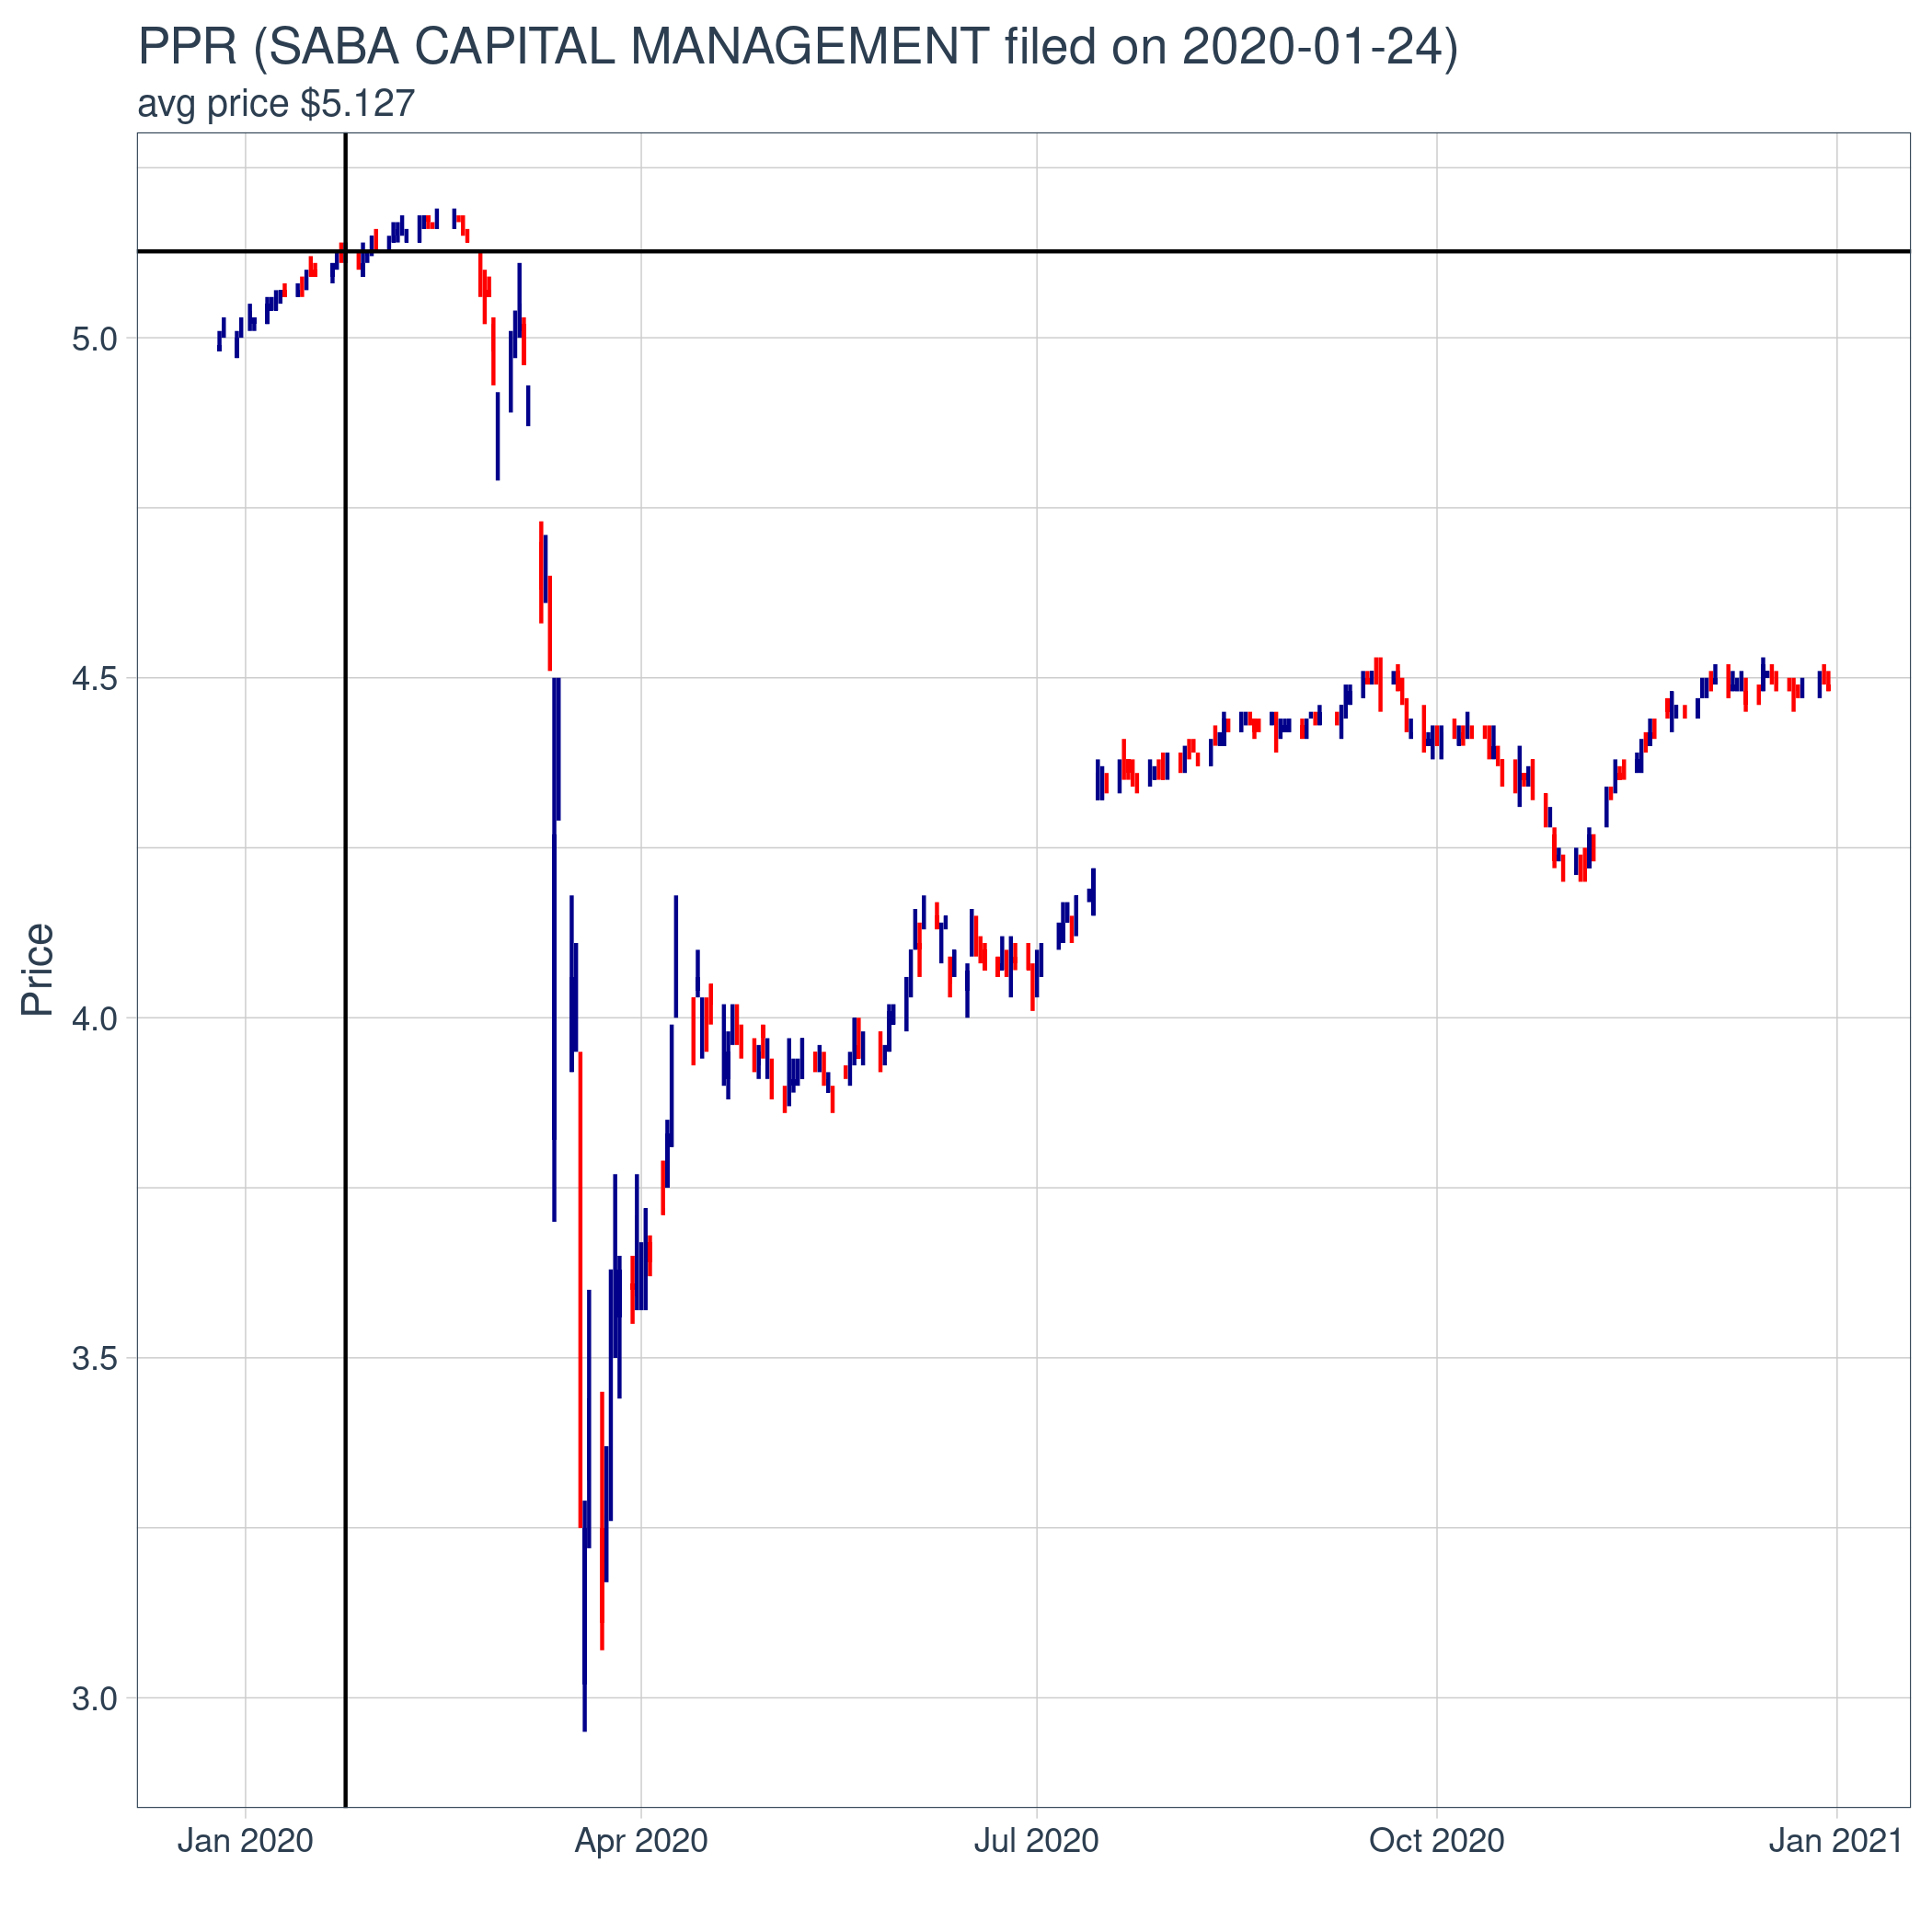 PPR (SABA CAPITAL MANAGEMENT filed on 2020-01-24)
avg price $5.127
Price
5.0
4.5
4.0
3.5
3.0
Jan 2020
Apr 2020
Jul 2020
Oct 2020
Jan 2021